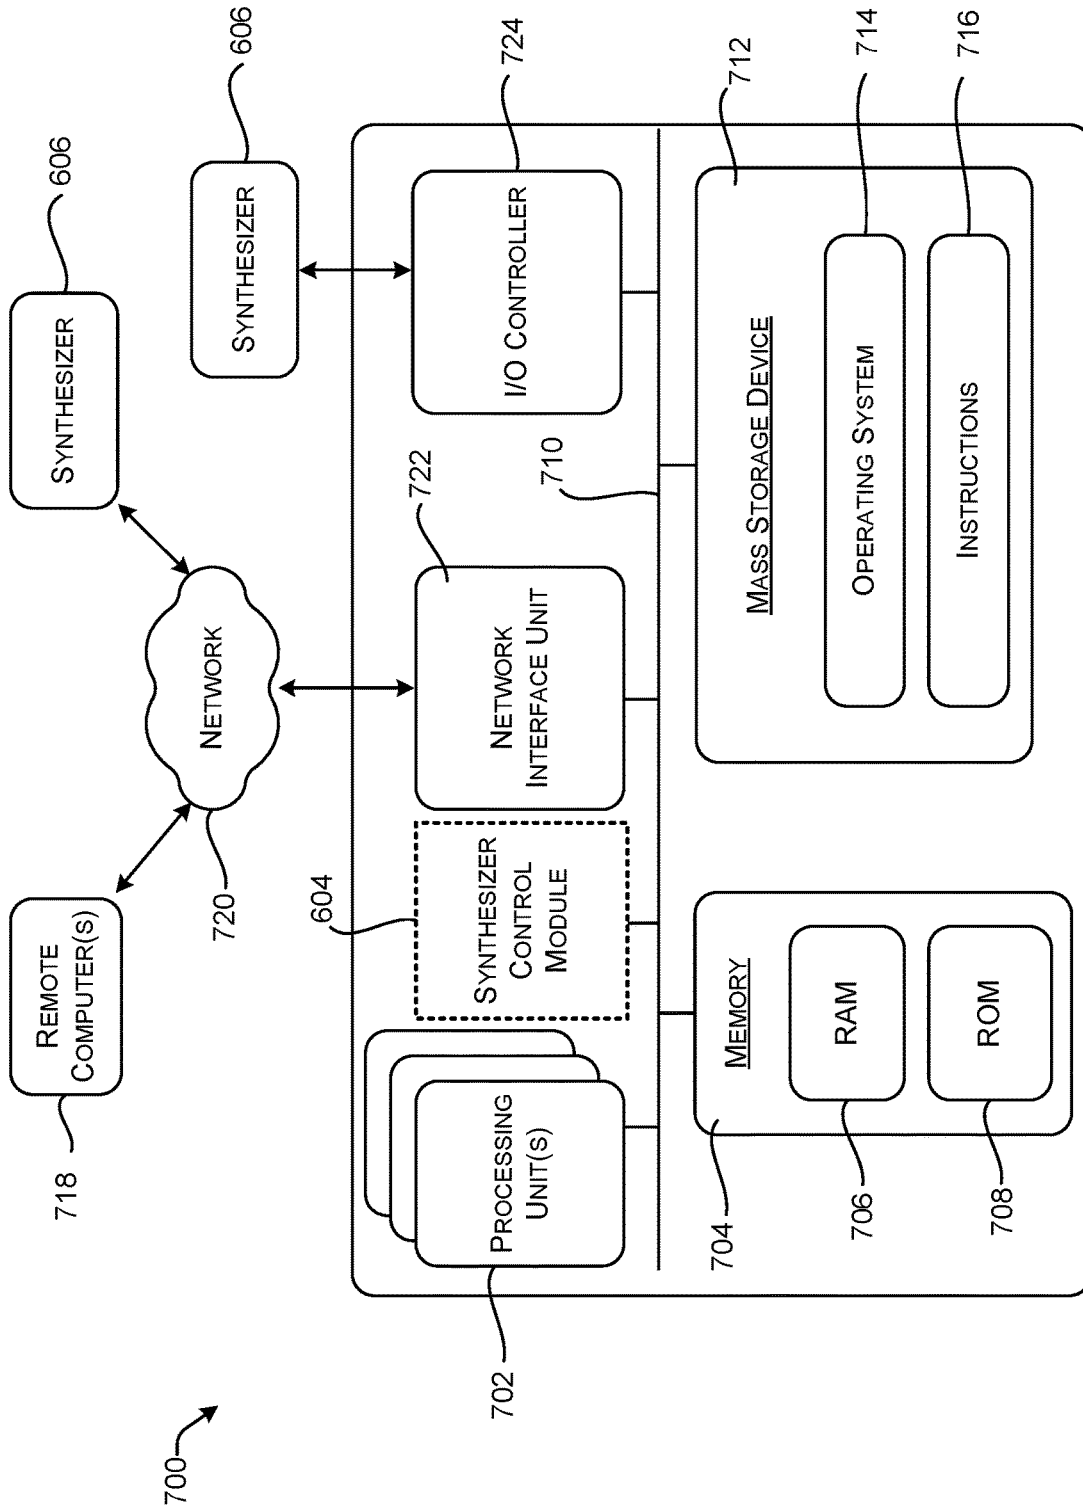 700
718
REMOTE
COMPUTER(S)
720
NETWORK
SYNTHESIZER
606
SYNTHESIZER
606
702
PROCESSING
UNIT(S)
604
SYNTHESIZER
CONTROL
MODULE
NETWORK
INTERFACE UNIT
722
I/O CONTROLLER
724
710
704
MEMORY
706
RAM
708
ROM
MASS STORAGE DEVICE
712
OPERATING SYSTEM
714
INSTRUCTIONS
716